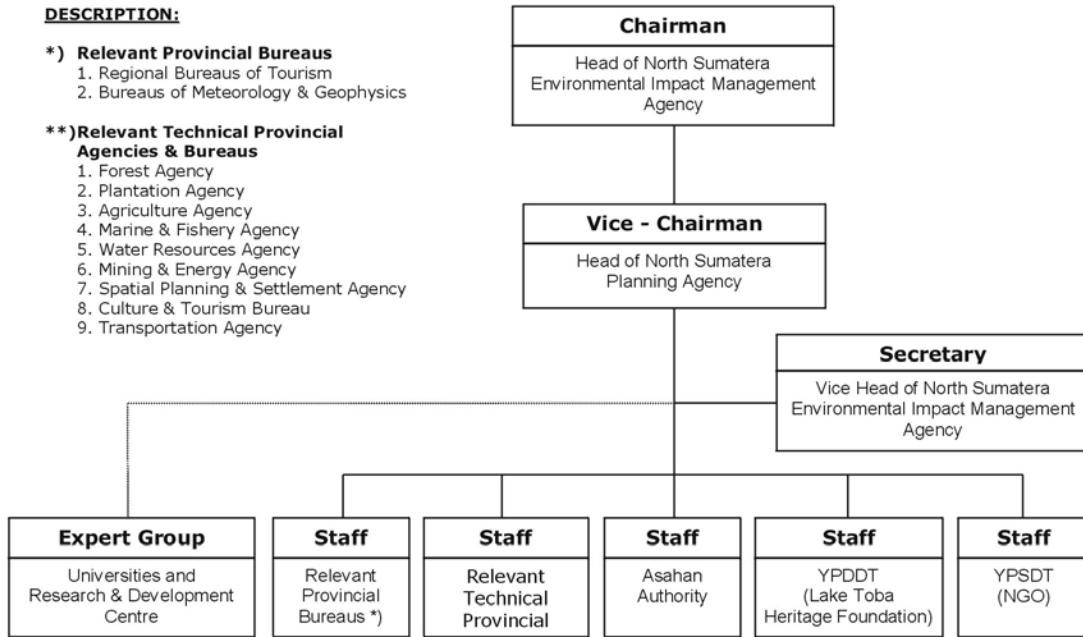 DESCRIPTION:
*) Relevant Provincial Bureaus
1. Regional Bureaus of Tourism
2. Bureaus of Meteorology & Geophysics
**)Relevant Technical Provincial
Agencies & Bureaus
1. Forest Agency
2. Plantation Agency
3. Agriculture Agency
4. Marine & Fishery Agency
5. Water Resources Agency
6. Mining & Energy Agency
7. Spatial Planning & Settlement Agency
8. Culture & Tourism Bureau
9. Transportation Agency
Chairman
Head of North Sumatera
Environmental Impact Management
Agency
Vice - Chairman
Head of North Sumatera
Planning Agency
Secretary
Vice Head of North Sumatera
Environmental Impact Management
Agency
Expert Group
Universities and
Research & Development
Centre
Staff
Relevant
Provincial
Bureaus *)
Staff
Relevant
Technical
Provincial
Staff
Asahan
Authority
Staff
YPDDT
(Lake Toba
Heritage Foundation)
Staff
YPSDT
(NGO)